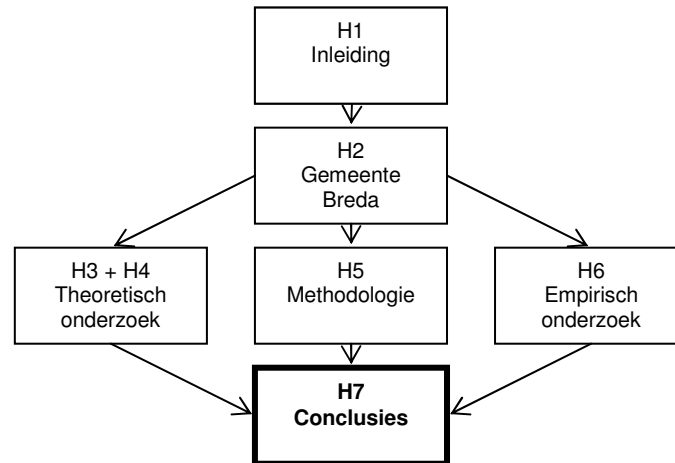 H1
Inleiding
H2
Gemeente
Breda
H3 + H4
Theoretisch
onderzoek
H5
Methodologie
H6
Empirisch
onderzoek
H7
Conclusies